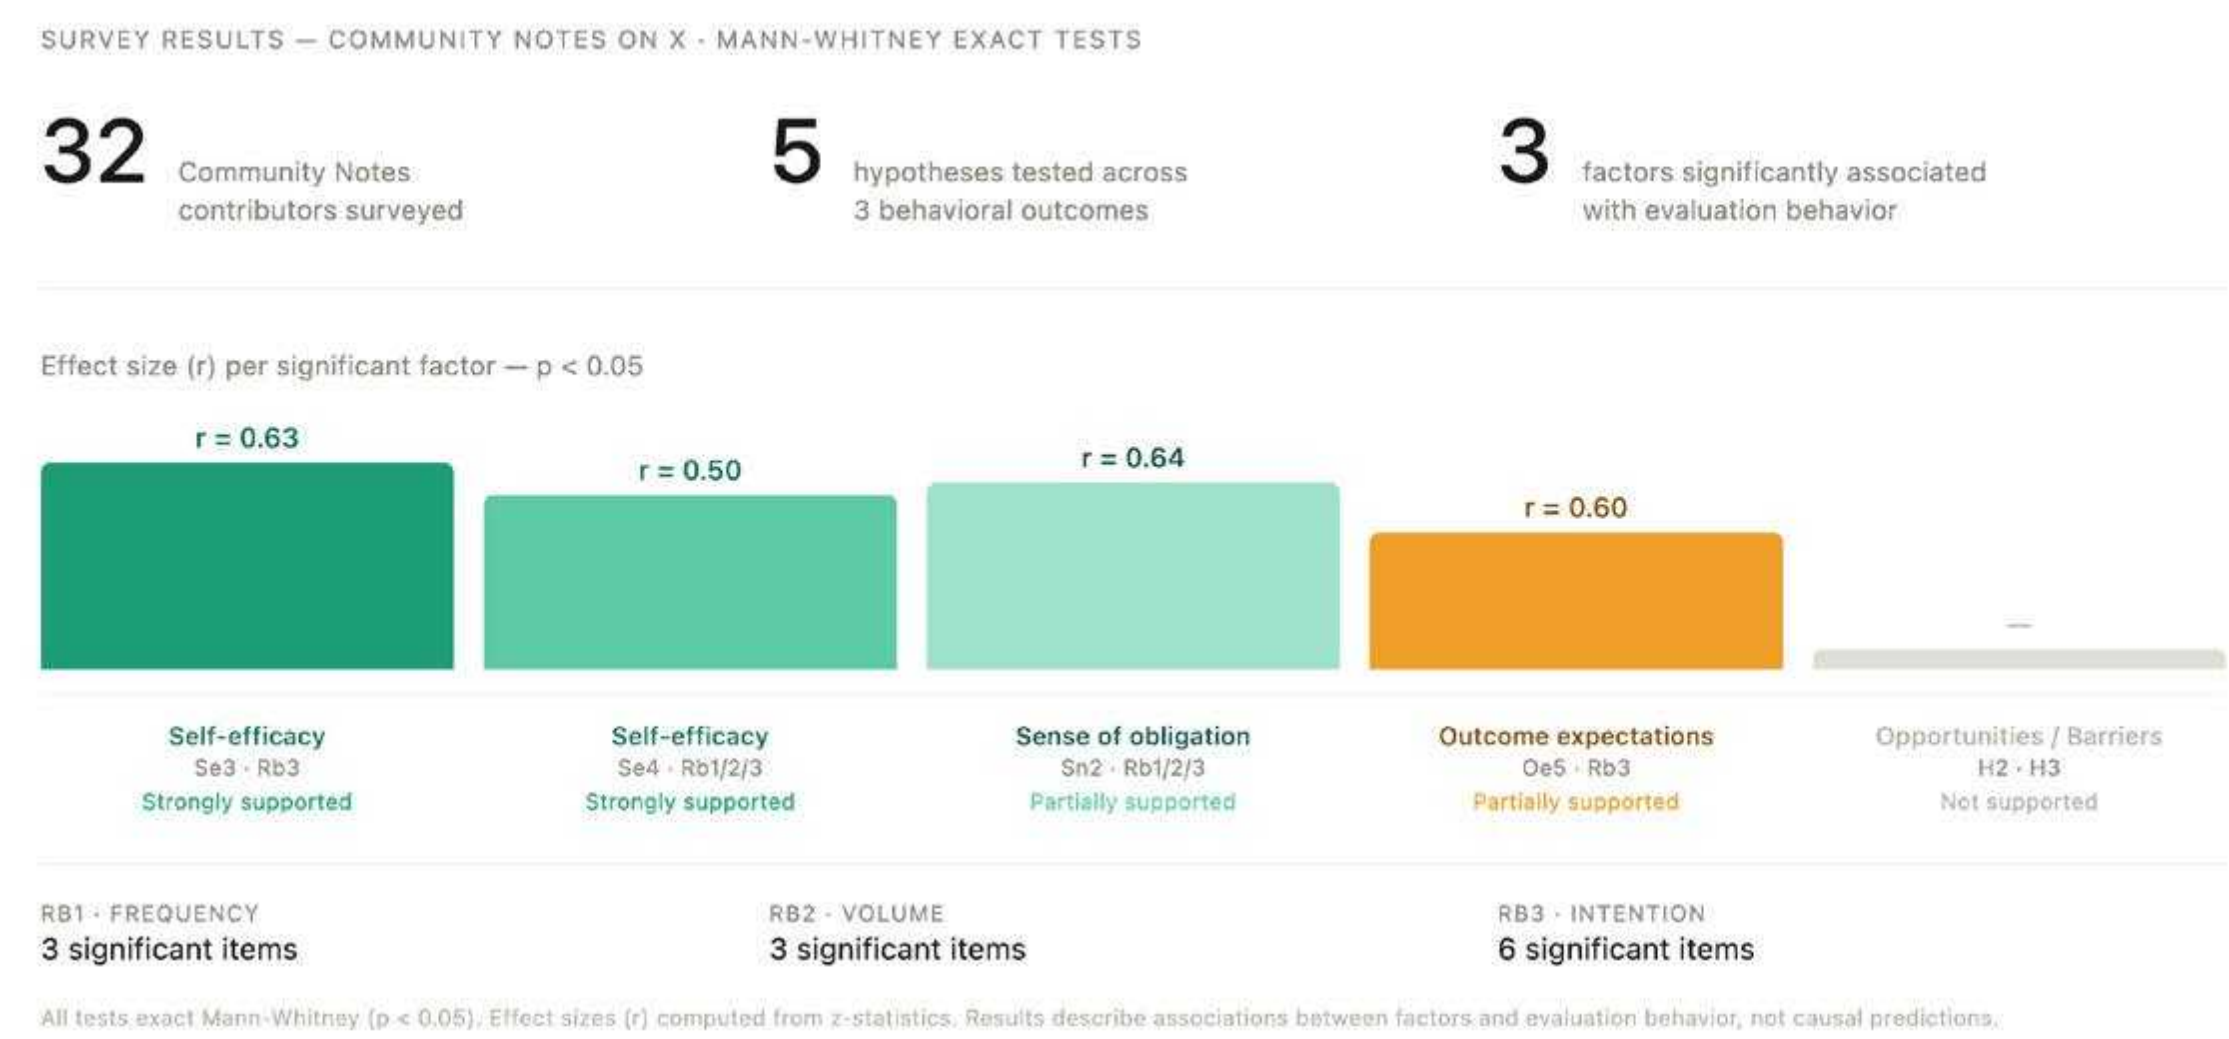 SURVEY RESULTS — COMMUNITY NOTES ON X · MANN-WHITNEY EXACT TESTS
32
Community Notes
contributors surveyed
5
hypotheses tested across
3 behavioral outcomes
3
factors significantly associated
with evaluation behavior
Effect size (r) per significant factor — p < 0.05
r = 0.63
r = 0.50
r = 0.64
r = 0.60
—
Self-efficacy
Se3 · Rb3
Strongly supported
Self-efficacy
Se4 · Rb1/2/3
Strongly supported
Sense of obligation
Sn2 · Rb1/2/3
Partially supported
Outcome expectations
Oe5 · Rb3
Partially supported
Opportunities / Barriers
H2 · H3
Not supported
RB1 · FREQUENCY
3 significant items
RB2 · VOLUME
3 significant items
RB3 · INTENTION
6 significant items
All tests exact Mann-Whitney (p < 0.05). Effect sizes (r) computed from z-statistics. Results describe associations between factors and evaluation behavior, not causal predictions.